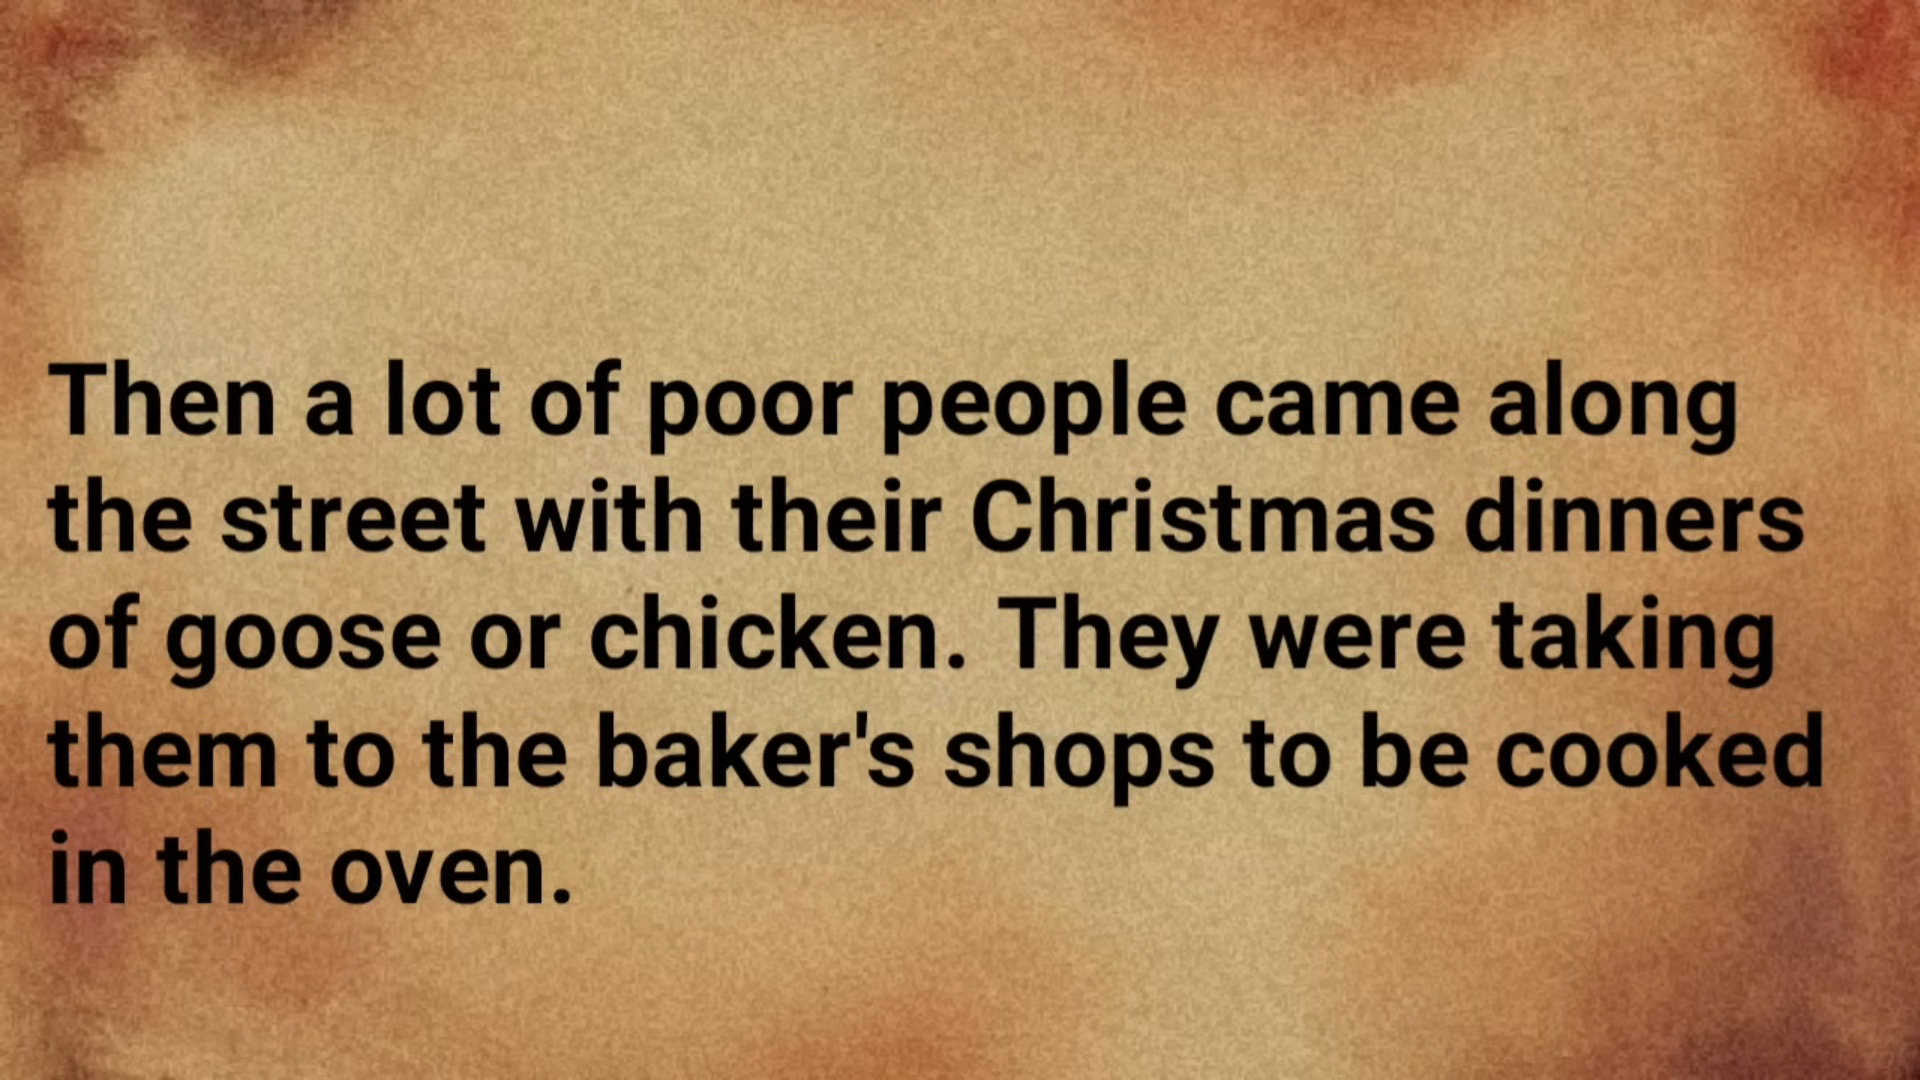 Then a lot of poor people came along
the street with their Christmas dinners
of goose or chicken. They were taking
them to the baker's shops to be cooked
in the oven.